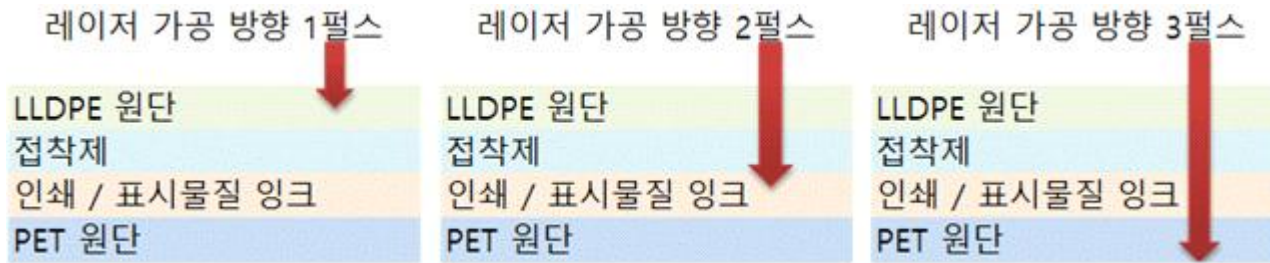 레이저 가공 방향 1펄스
LLDPE 원단
접착제
인쇄 / 표시물질 잉크
PET 원단
레이저 가공 방향 2펄스
LLDPE 원단
접착제
인쇄 / 표시물질 잉크
PET 원단
레이저 가공 방향 3펄스
LLDPE 원단
접착제
인쇄 / 표시물질 잉크
PET 원단